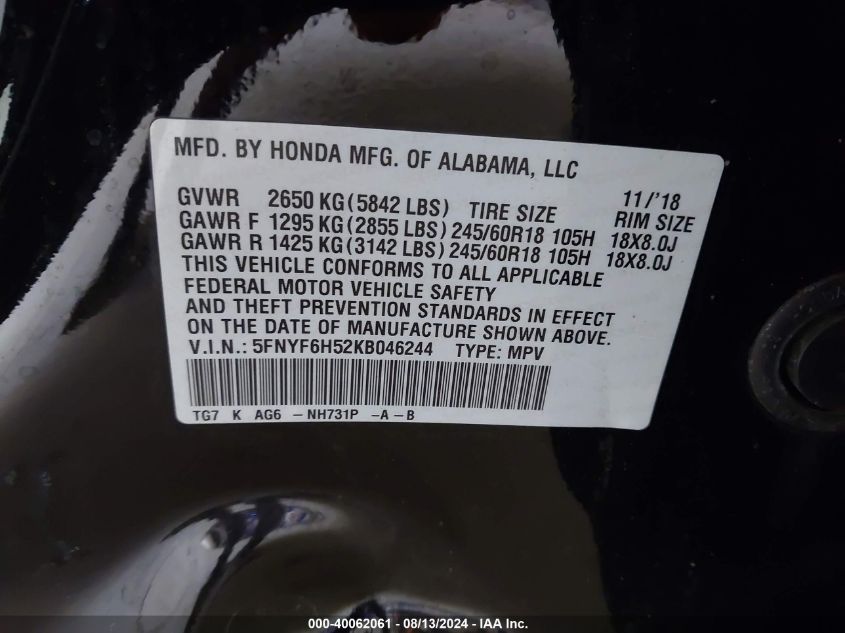 MFD. BY HONDA MFG. OF ALABAMA, LLC
11/'18
GVWR 2650 KG(5842 LBS) TIRE SIZE RIM SIZE
GAWR F 1295 KG(2855 LBS) 245/60R18 105H 18X8.0J
GAWR R 1425 KG(3142 LBS) 245/60R18 105H 18X8.0J
THIS VEHICLE CONFORMS TO ALL APPLICABLE
FEDERAL MOTOR VEHICLE SAFETY
AND THEFT PREVENTION STANDARDS IN EFFECT
ON THE DATE OF MANUFACTURE SHOWN ABOVE.
V.I.N.: 5FNYF6H52KB046244 TYPE: MPV
TG7 K AG6 - NH731P -A-B
OWNER: - 40062061 - 08/13/2024 - IAA Inc.